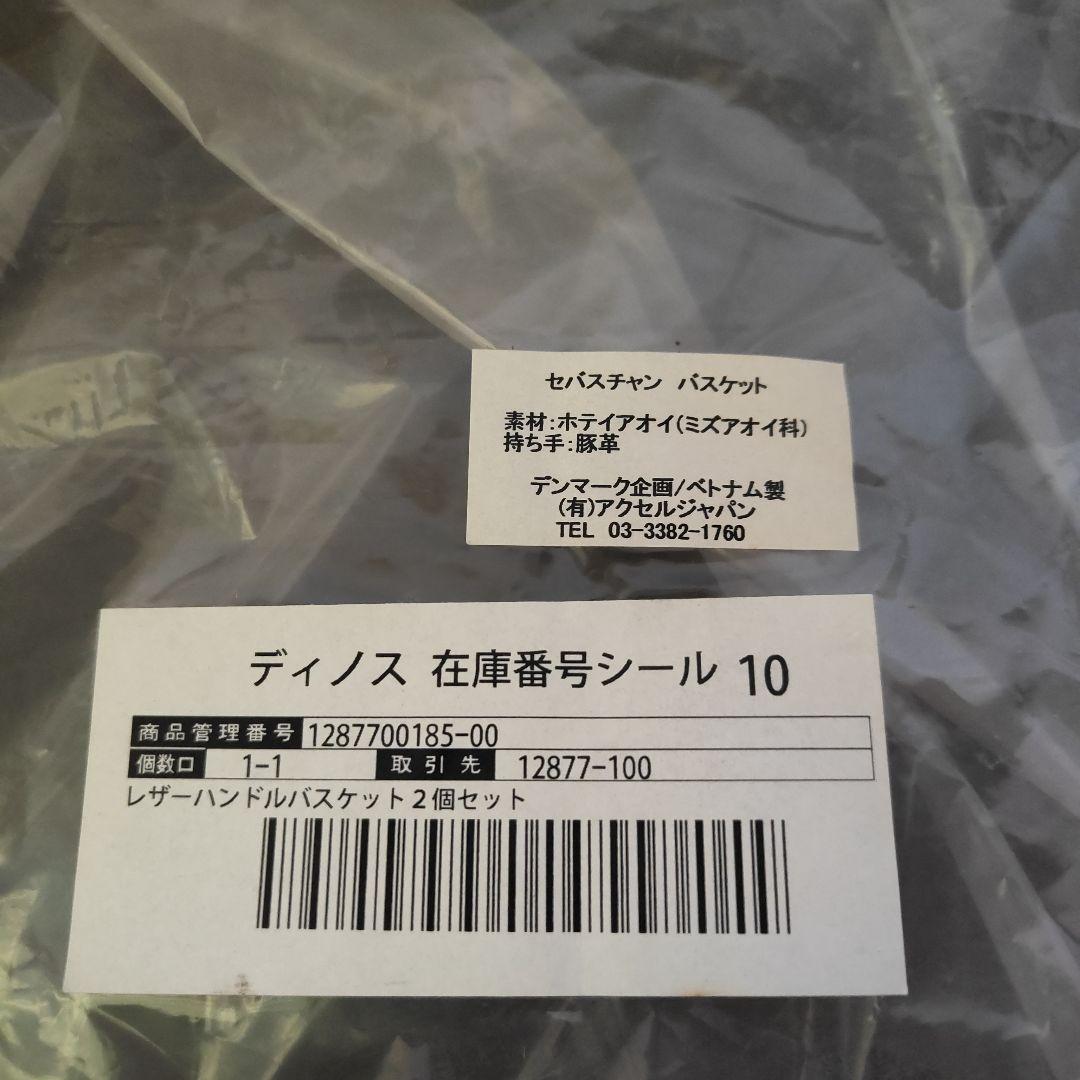 セバスチャン バスケット
素材:ホテイアオイ(ミズアオイ科)
持ち手:豚革
デンマーク企画/ベトナム製
(有)アクセルジャパン
TEL 03-3382-1760
ディノス 在庫番号シール 10
商品管理番号 1287700185-00
個数口 1-1 取引先 12877-100
レザーハンドルバスケット2個セット